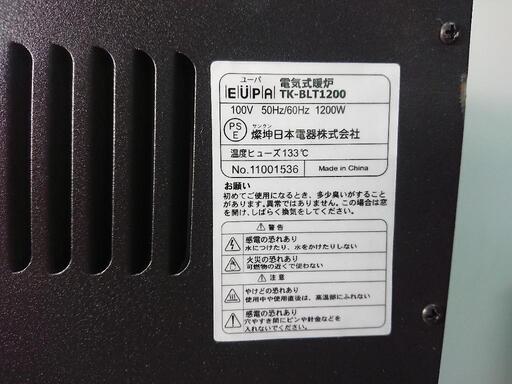 ユーパ
EUPA
電気式暖炉
TK-BLT1200
100V 50Hz/60Hz 1200W
PS
E
サンクン
燦坤日本電器株式会社
温度ヒューズ133℃
No.11001536 Made in China
お願い
初めてご使用になるとき、多少臭いがすることが
あります。異常ではありません。この場合は窓
を開け、しばらく換気をしてください。
警告
感電の恐れあり
水につけたり、水をかけたりしない
火災の恐れあり
可燃物の近くで使わない
注意
やけどの恐れあり
使用中や使用直後は、高温部にふれない
感電の恐れあり
穴やすき間にピンや針金などを
入れないでください。